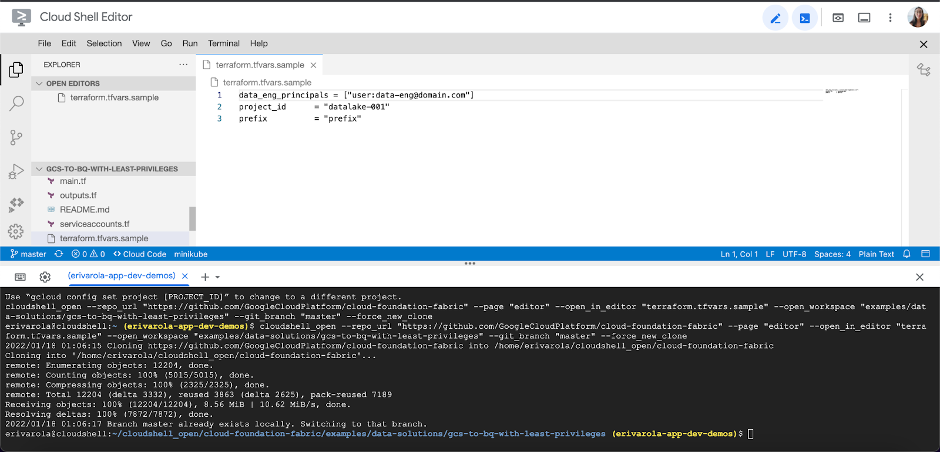 Cloud Shell Editor
File Edit Selection View Go Run Terminal Help
EXPLORER
OPEN EDITORS
terraform.tfvars.sample
GCS-TO-BQ-WITH-LEAST-PRIVILEGES
main.tf
outputs.tf
README.md
serviceaccounts.tf
terraform.tfvars.sample
terraform.tfvars.sample
terraform.tfvars.sample
1 data_eng_principals = ["user:data-eng@domain.com"]
2 project_id = "datalake-001"
3 prefix = "prefix"
master 0 0 Cloud Code minikube Ln 1, Col 1 LF UTF-8 Spaces: 4 Plain Text
(erivarola-app-dev-demos)
Use "gcloud config set project [PROJECT_ID]" to change to a different project.
cloudshell_open --repo_url "https://github.com/GoogleCloudPlatform/cloud-foundation-fabric" --page "editor" --open_in_editor "terraform.tfvars.sample" --open_workspace "examples/dat
a-solutions/gcs-to-bq-with-least-privileges" --git_branch "master" --force_new_clone
erivarola@cloudshell:~ (erivarola-app-dev-demos)$ cloudshell_open --repo_url "https://github.com/GoogleCloudPlatform/cloud-foundation-fabric" --page "editor" --open_in_editor "terra
form.tfvars.sample" --open_workspace "examples/data-solutions/gcs-to-bq-with-least-privileges" --git_branch "master" --force_new_clone
2022/01/18 01:06:15 Cloning https://github.com/GoogleCloudPlatform/cloud-foundation-fabric into /home/erivarola/cloudshell_open/cloud-foundation-fabric
Cloning into '/home/erivarola/cloudshell_open/cloud-foundation-fabric'...
remote: Enumerating objects: 12204, done.
remote: Counting objects: 100% (5015/5015), done.
remote: Compressing objects: 100% (2325/2325), done.
remote: Total 12204 (delta 3332), reused 3863 (delta 2625), pack-reused 7189
Receiving objects: 100% (12204/12204), 8.56 MiB | 10.62 MiB/s, done.
Resolving deltas: 100% (7872/7872), done.
2022/01/18 01:06:17 Branch master already exists locally. Switching to that branch.
erivarola@cloudshell:~/cloudshell_open/cloud-foundation-fabric/examples/data-solutions/gcs-to-bq-with-least-privileges (erivarola-app-dev-demos)$